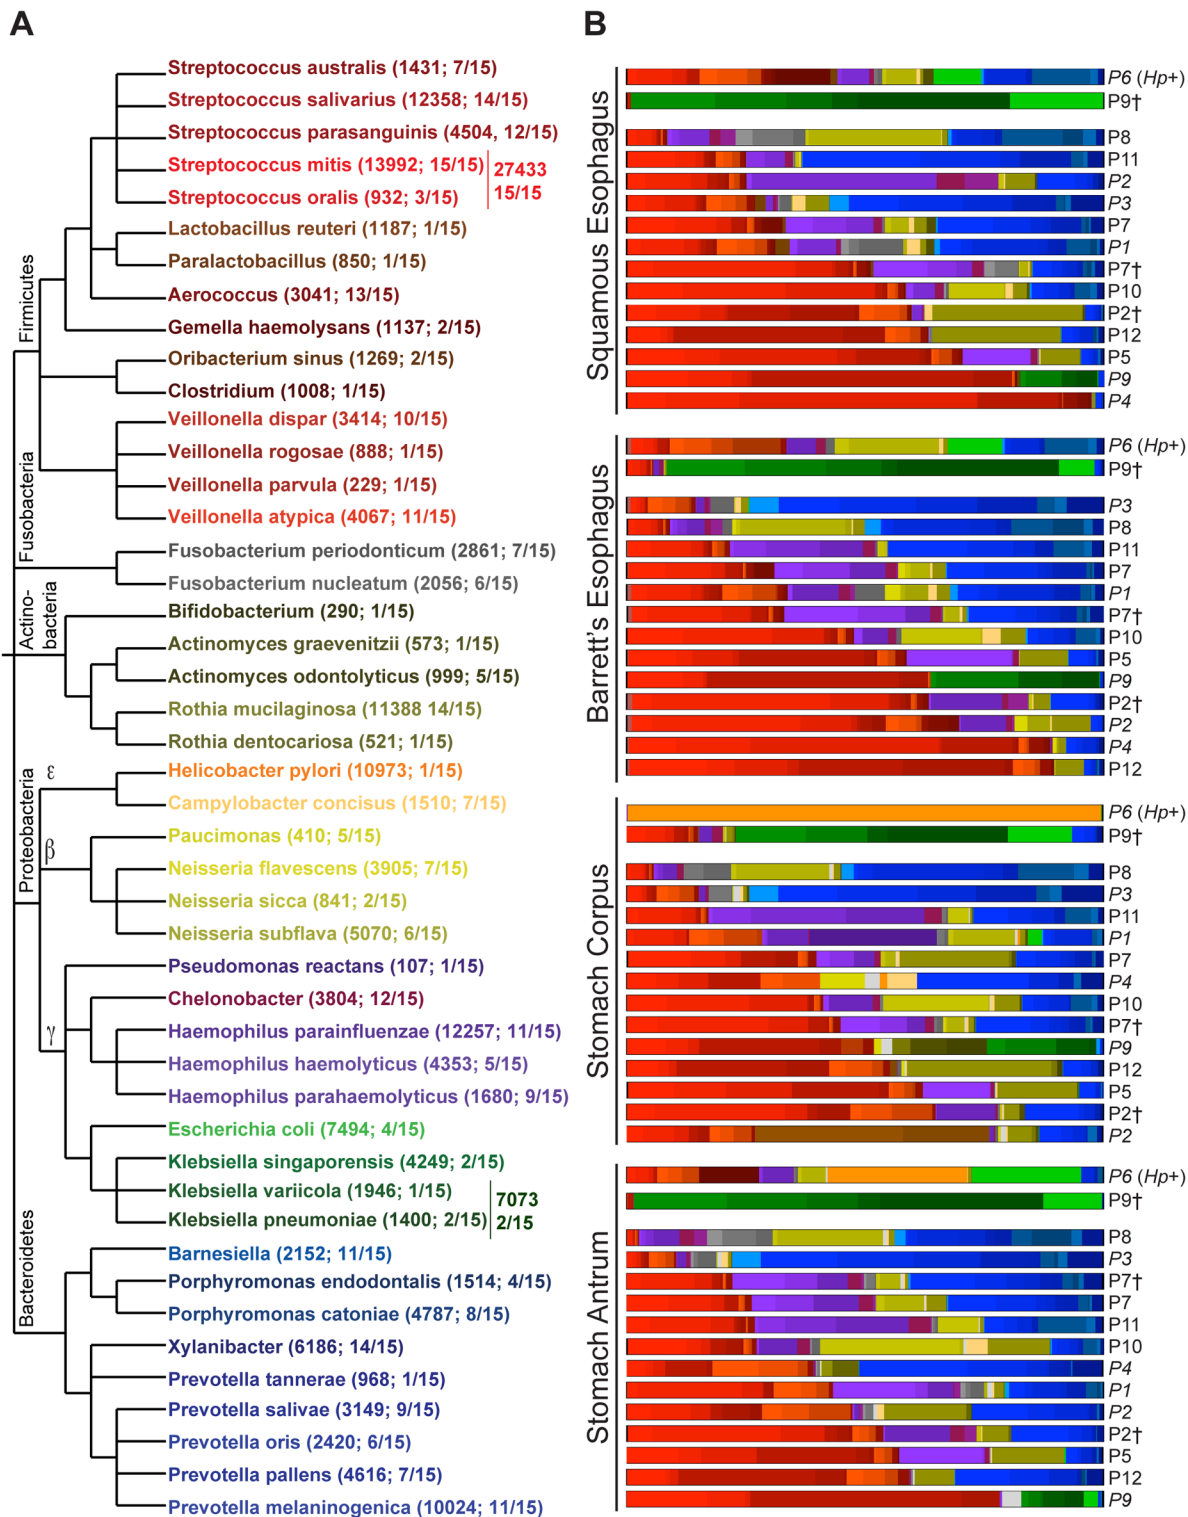 A
B
Streptococcus australis (1431; 7/15)
Streptococcus salivarius (12358; 14/15)
Streptococcus parasanguinis (4504, 12/15)
Streptococcus mitis (13992; 15/15)
Streptococcus oralis (932; 3/15)
27433
15/15
Lactobacillus reuteri (1187; 1/15)
Paralactobacillus (850; 1/15)
Aerococcus (3041; 13/15)
Gemella haemolysans (1137; 2/15)
Oribacterium sinus (1269; 2/15)
Clostridium (1008; 1/15)
Veillonella dispar (3414; 10/15)
Veillonella rogosae (888; 1/15)
Veillonella parvula (229; 1/15)
Veillonella atypica (4067; 11/15)
Fusobacterium periodonticum (2861; 7/15)
Fusobacterium nucleatum (2056; 6/15)
Bifidobacterium (290; 1/15)
Actinomyces graevenitzii (573; 1/15)
Actinomyces odontolyticus (999; 5/15)
Rothia mucilaginosa (11388 14/15)
Rothia dentocariosa (521; 1/15)
Helicobacter pylori (10973; 1/15)
Campylobacter concisus (1510; 7/15)
Paucimonas (410; 5/15)
Neisseria flavescens (3905; 7/15)
Neisseria sicca (841; 2/15)
Neisseria subflava (5070; 6/15)
Pseudomonas reactans (107; 1/15)
Chelonobacter (3804; 12/15)
Haemophilus parainfluenzae (12257; 11/15)
Haemophilus haemolyticus (4353; 5/15)
Haemophilus parahaemolyticus (1680; 9/15)
Escherichia coli (7494; 4/15)
Klebsiella singaporensis (4249; 2/15)
Klebsiella variicola (1946; 1/15)
Klebsiella pneumoniae (1400; 2/15)
7073
2/15
Barnesiella (2152; 11/15)
Porphyromonas endodontalis (1514; 4/15)
Porphyromonas catoniae (4787; 8/15)
Xylanibacter (6186; 14/15)
Prevotella tannerae (968; 1/15)
Prevotella salivae (3149; 9/15)
Prevotella oris (2420; 6/15)
Prevotella pallens (4616; 7/15)
Prevotella melaninogenica (10024; 11/15)
Firmicutes
Fusobacteria
Actino-
bacteria
Proteobacteria
ε
β
γ
Bacteroidetes
Squamous Esophagus
P6 (Hp+)
P9†
P8
P11
P2
P3
P7
P1
P7†
P10
P2†
P12
P5
P9
P4
Barrett's Esophagus
P6 (Hp+)
P9†
P3
P8
P11
P7
P1
P7†
P10
P5
P9
P2†
P2
P4
P12
Stomach Corpus
P6 (Hp+)
P9†
P8
P3
P11
P1
P7
P4
P10
P7†
P9
P12
P5
P2†
P2
Stomach Antrum
P6 (Hp+)
P9†
P8
P3
P7†
P7
P11
P10
P4
P1
P2
P2†
P5
P12
P9